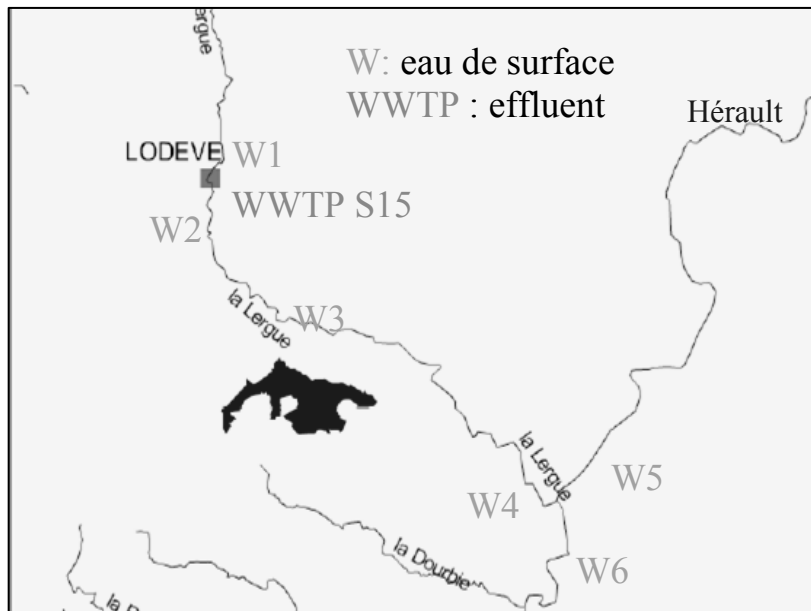 W: eau de surface
WWTP : effluent
Hérault
LODEVE
W1
WWTP S15
W2
W3
la Lergue
la Lergue
W4
W5
la Dourbie
W6